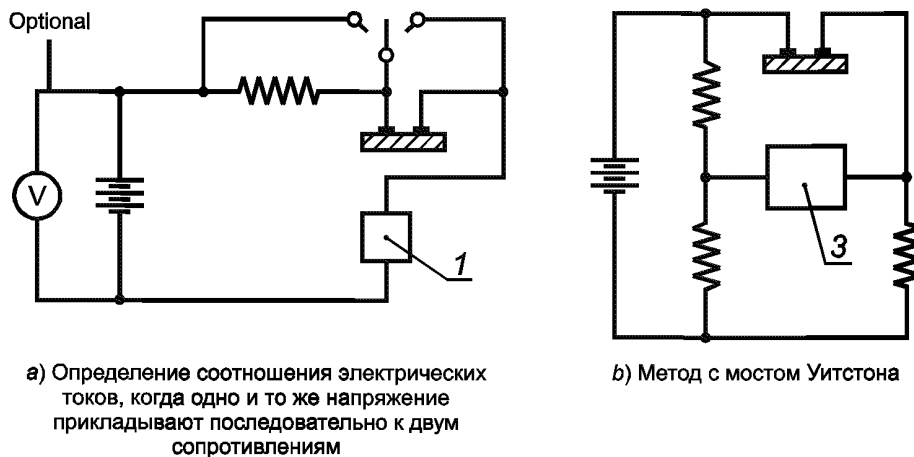 Optional
V
1
3
a) Определение соотношения электрических
токов, когда одно и то же напряжение
прикладывают последовательно к двум
сопротивлениям
b) Метод с мостом Уитстона